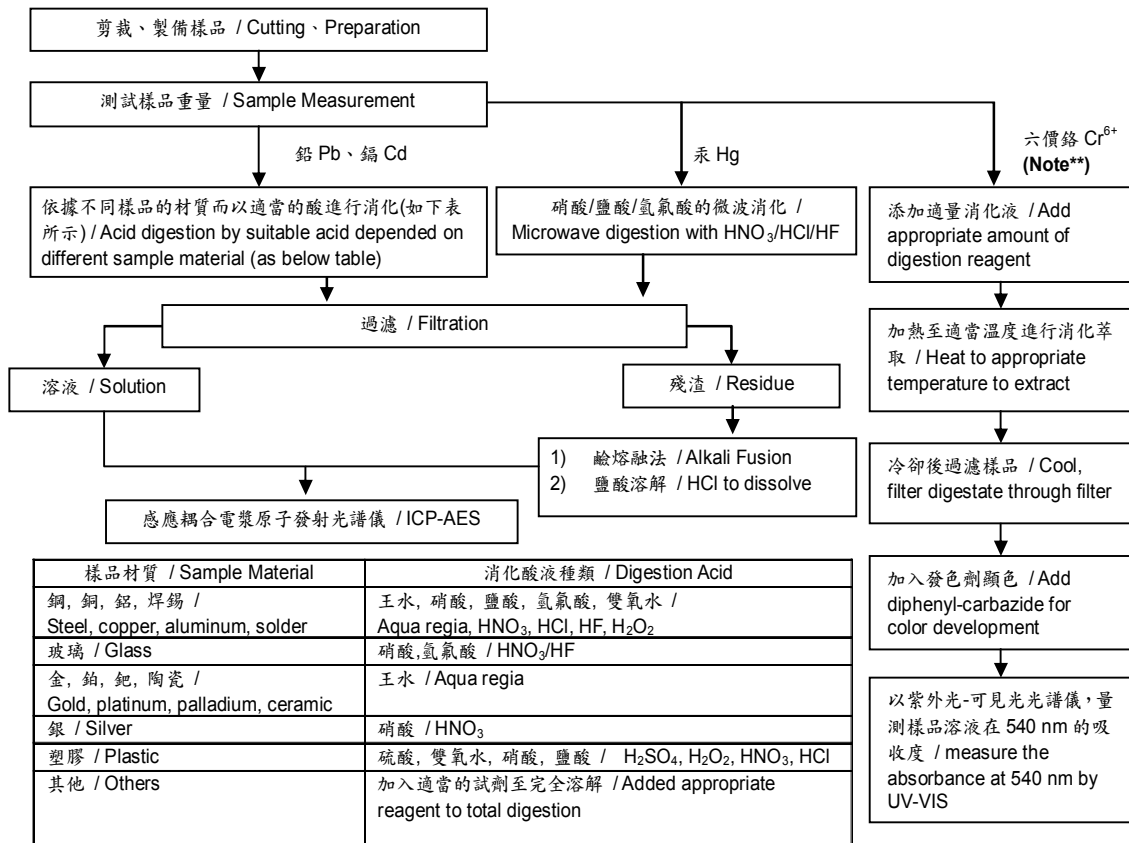 剪裁、製備樣品 / Cutting、Preparation
測試樣品重量 / Sample Measurement
鉛 Pb、鎘 Cd
汞 Hg
六價鉻 Cr⁶⁺
(Note**)
依據不同樣品的材質而以適當的酸進行消化(如下表
所示) / Acid digestion by suitable acid depended on
different sample material (as below table)
硝酸/鹽酸/氫氟酸的微波消化 /
Microwave digestion with HNO₃/HCl/HF
添加適量消化液 / Add
appropriate amount of
digestion reagent
過濾 / Filtration
加熱至適當溫度進行消化萃
取 / Heat to appropriate
temperature to extract
溶液 / Solution
殘渣 / Residue
1) 鹼熔融法 / Alkali Fusion
2) 鹽酸溶解 / HCl to dissolve
冷卻後過濾樣品 / Cool,
filter digestate through filter
感應耦合電漿原子發射光譜儀 / ICP-AES
加入發色劑顯色 / Add
diphenyl-carbazide for
color development
以紫外光-可見光光譜儀,量
測樣品溶液在 540 nm 的吸
收度 / measure the
absorbance at 540 nm by
UV-VIS
樣品材質 / Sample Material
消化酸液種類 / Digestion Acid
鋼, 銅, 鋁, 焊錫 /
Steel, copper, aluminum, solder
王水, 硝酸, 鹽酸, 氫氟酸, 雙氧水 /
Aqua regia, HNO₃, HCl, HF, H₂O₂
玻璃 / Glass
硝酸,氫氟酸 / HNO₃/HF
金, 鉑, 鈀, 陶瓷 /
Gold, platinum, palladium, ceramic
王水 / Aqua regia
銀 / Silver
硝酸 / HNO₃
塑膠 / Plastic
硫酸, 雙氧水, 硝酸, 鹽酸 / H₂SO₄, H₂O₂, HNO₃, HCl
其他 / Others
加入適當的試劑至完全溶解 / Added appropriate
reagent to total digestion